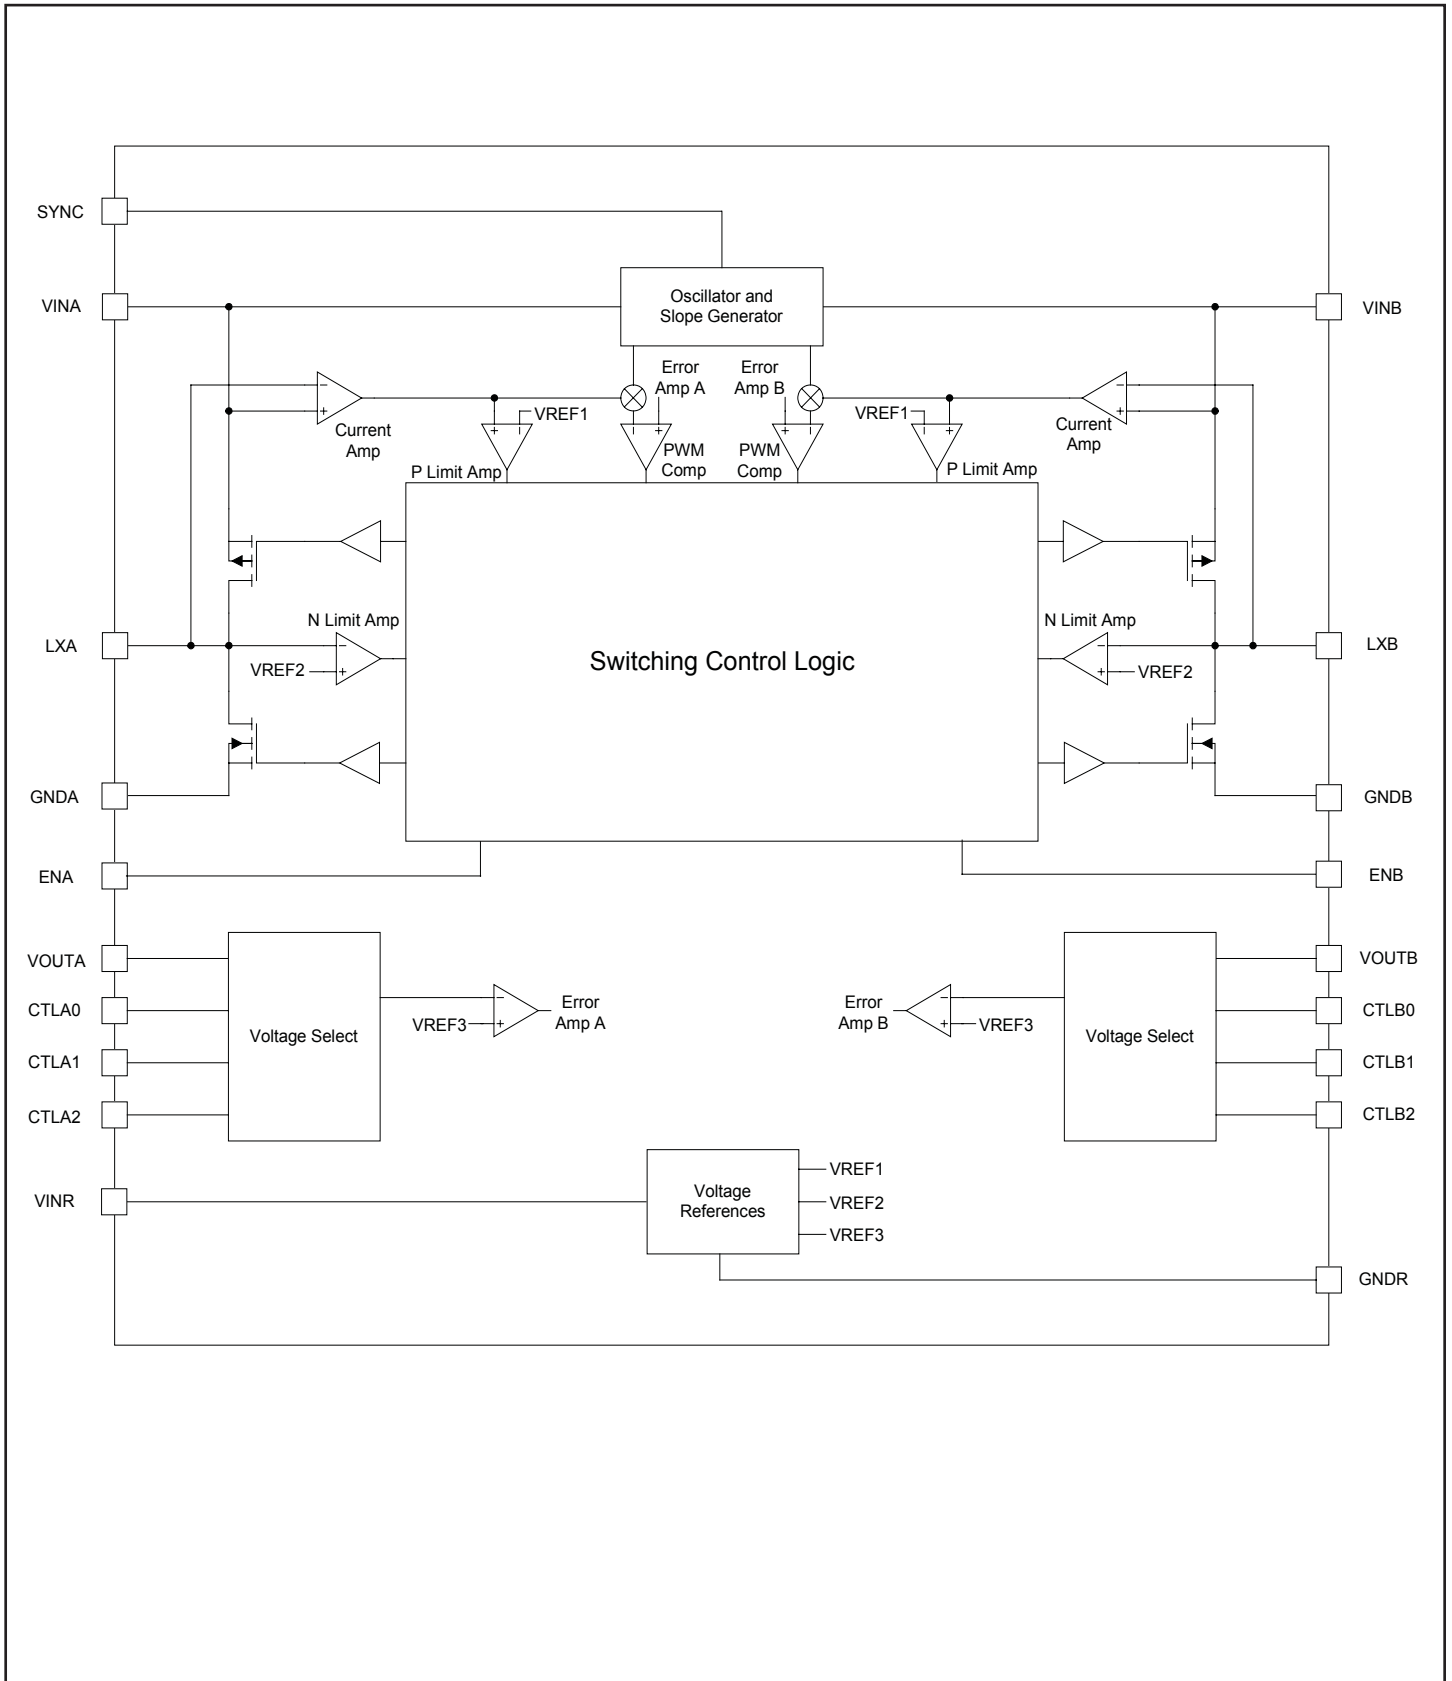 SYNC
Oscillator and
Slope Generator
VINA
VINB
Error
Amp A
Error
Amp B
VREF1
VREF1
Current
Amp
Current
Amp
PWM
Comp
PWM
Comp
P Limit Amp
P Limit Amp
N Limit Amp
N Limit Amp
LXA
LXB
VREF2
VREF2
Switching Control Logic
GNDA
GNDB
ENA
ENB
VOUTA
VOUTB
CTLA0
CTLB0
CTLA1
CTLB1
CTLA2
CTLB2
Voltage Select
Voltage Select
VREF3
Error
Amp A
Error
Amp B
VREF3
VINR
Voltage
References
VREF1
VREF2
VREF3
GNDR